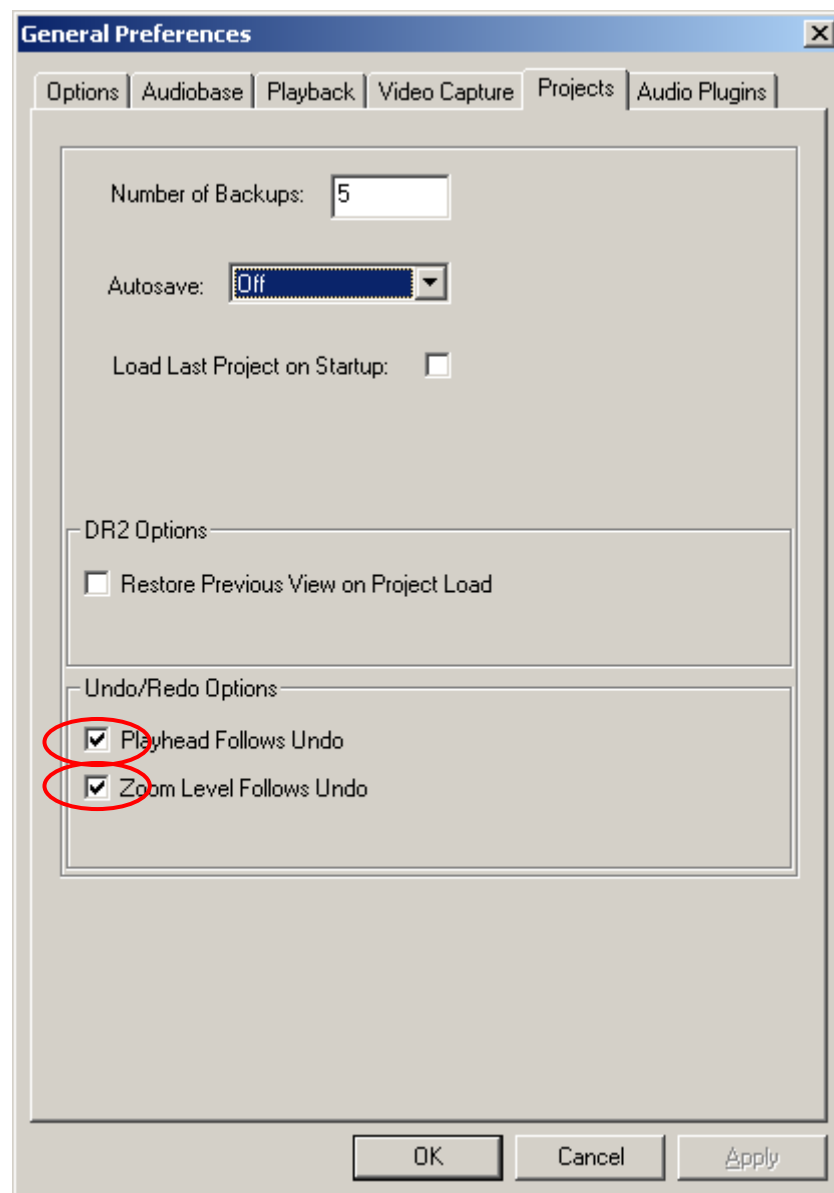 General Preferences
Options Audiobase Playback Video Capture Projects Audio Plugins
Number of Backups: 5
Autosave: Off
Load Last Project on Startup:
DR2 Options
Restore Previous View on Project Load
Undo/Redo Options
Playhead Follows Undo
Zoom Level Follows Undo
OK Cancel Apply